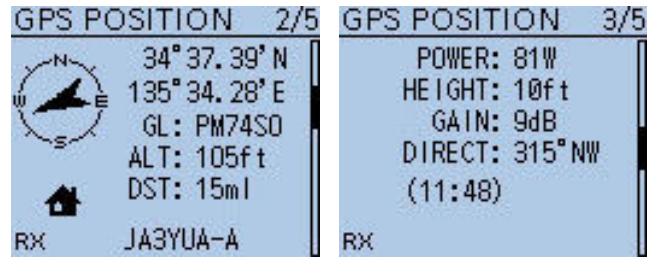 GPS POSITION 2/5
N
34°37.39'N
W E
135°34.28'E
GL: PM74SO
S
ALT: 105ft
DST: 15ml
RX JA3YUA-A
GPS POSITION 3/5
POWER: 81W
HEIGHT: 10ft
GAIN: 9dB
DIRECT: 315°NW
(11:48)
RX